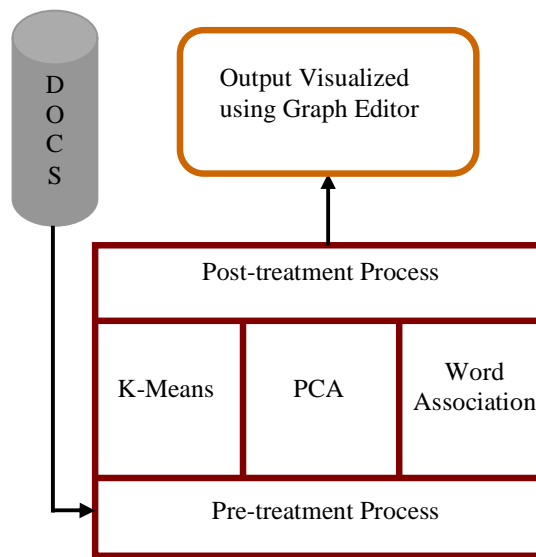 D
O
C
S
Output Visualized
using Graph Editor
Post-treatment Process
K-Means
PCA
Word
Association
Pre-treatment Process